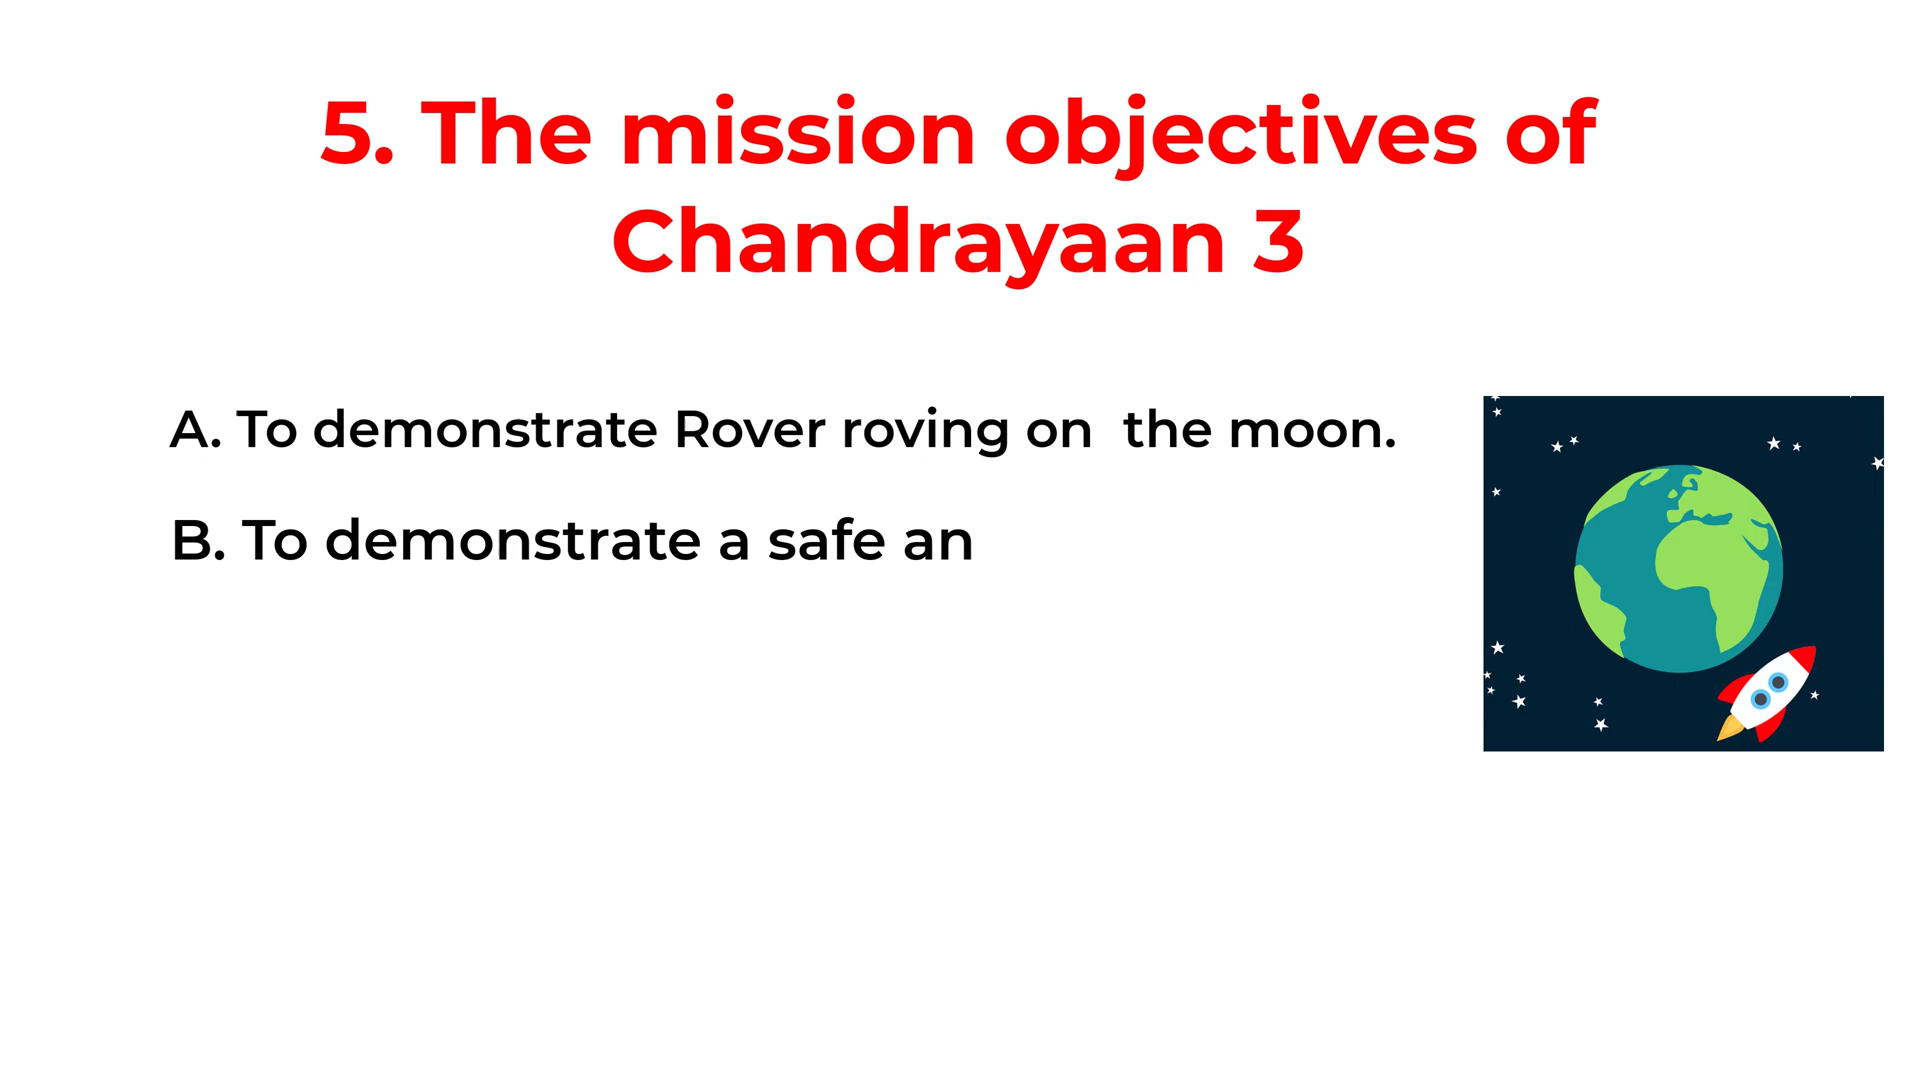 5. The mission objectives of
Chandrayaan 3
A. To demonstrate Rover roving on  the moon.
B. To demonstrate a safe an